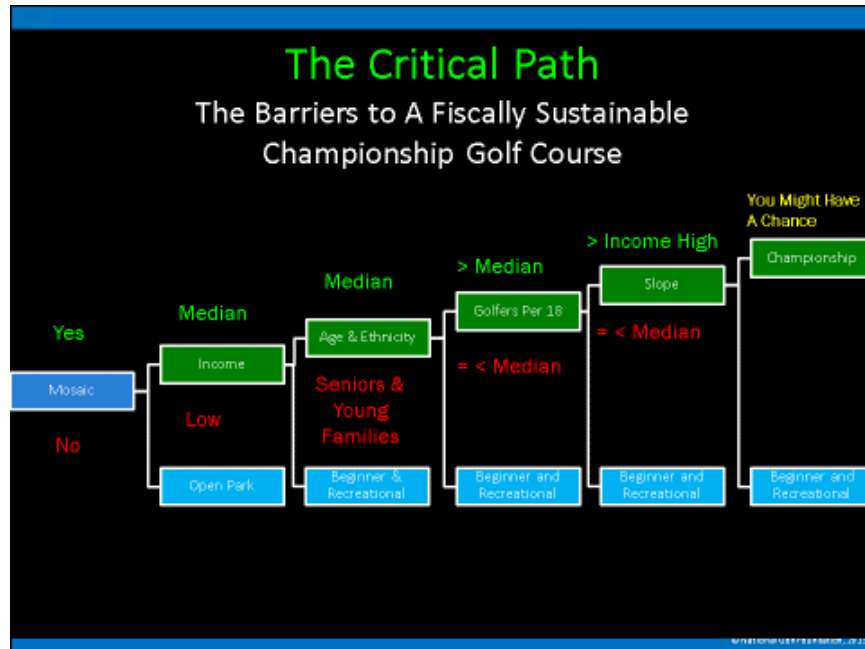 The Critical Path
The Barriers to A Fiscally Sustainable
Championship Golf Course
You Might Have
A Chance
> Income High
Championship
> Median
Median
Slope
Median
Golfers Per 18
Yes
Age & Ethnicity
= < Median
Income
= < Median
Mosaic
Seniors &
Young
Families
Low
No
Open Park
Beginner &
Recreational
Beginner and
Recreational
Beginner and
Recreational
Beginner and
Recreational